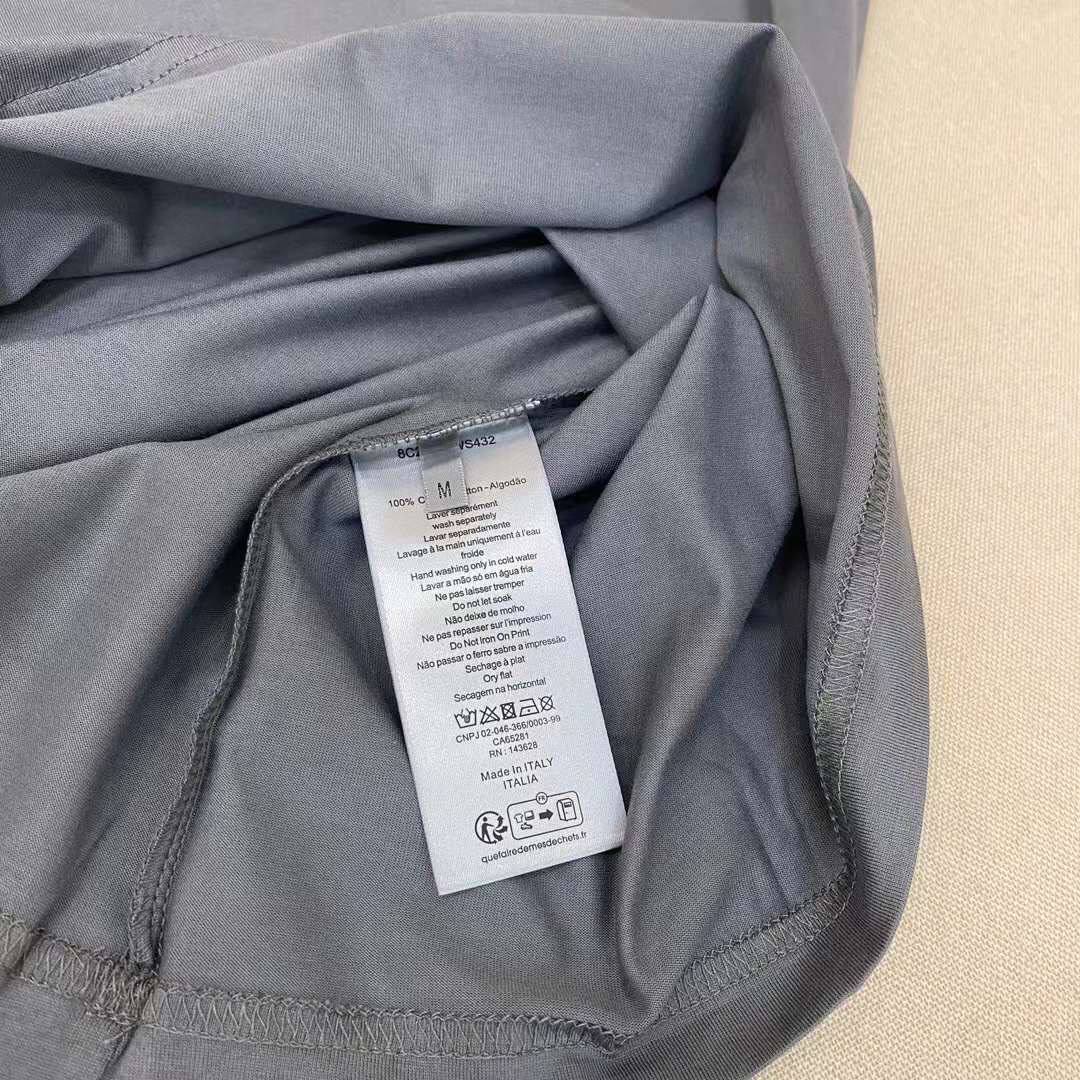 8C VS432
M
100% C tton - Algodão
Laver séparément
wash separately
Lavar separadamente
Lavage à la main uniquement à l'eau
froide
Hand washing only in cold water
Lavar a mão só em água fria
Ne pas laisser tremper
Do not let soak
Não deixe de molho
Ne pas repasser sur l'impression
Do Not Iron On Print
Não passar o ferro sabre a impressão
Sechage à plat
Ory flat
Secagem na horizontal
CNPJ 02-046-366/0003-99
CA65281
RN : 143628
Made In ITALY
ITALIA
FR
quefairedemesdechets.fr